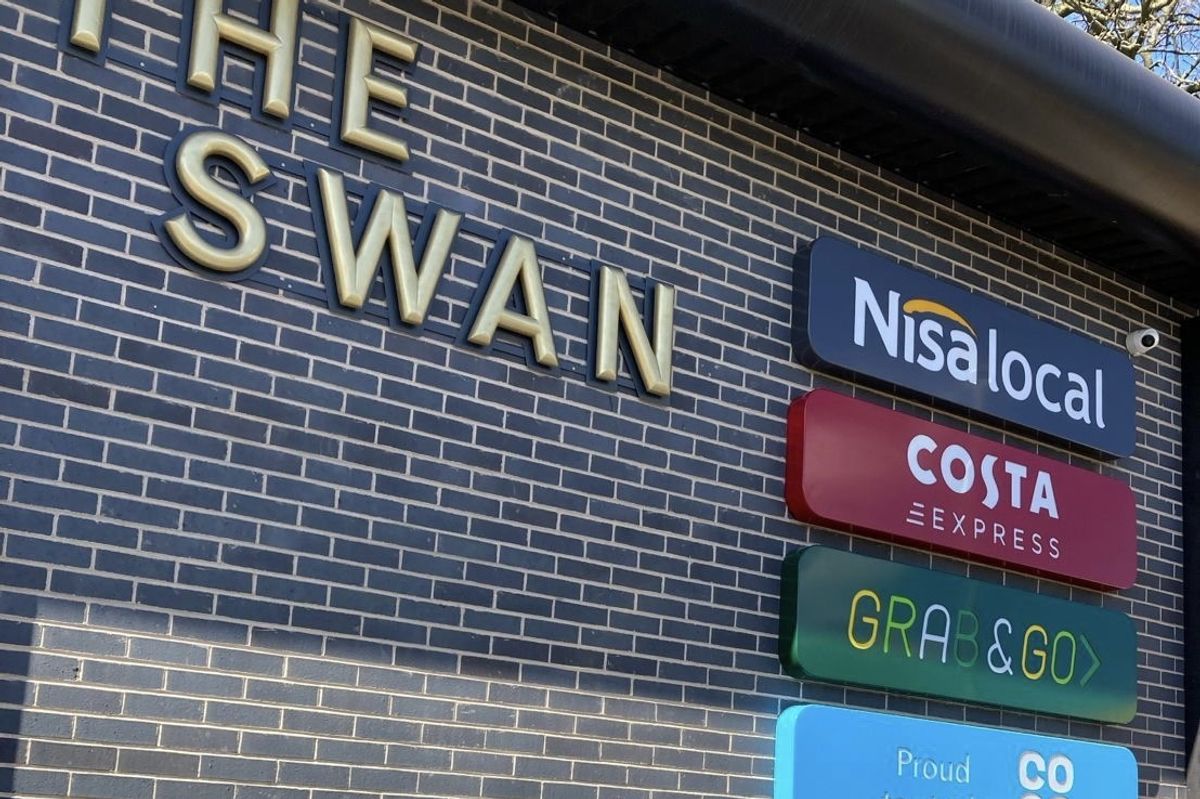 THE
SWAN
Nisa local
COSTA
EXPRESS
GRAB&GO>
Proud CO